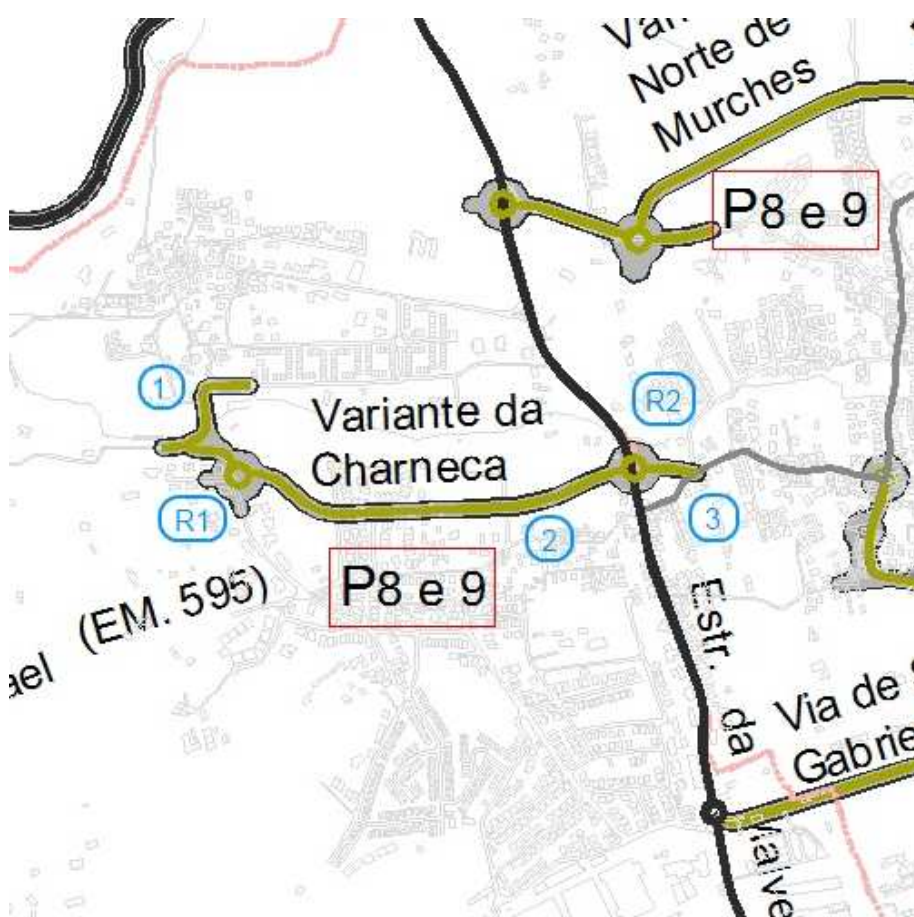 Norte de
Murches
P8 e 9
1
R2
Variante da
Charneca
R1
2
3
P8 e 9
(EM. 595)
Estr. da
Via de